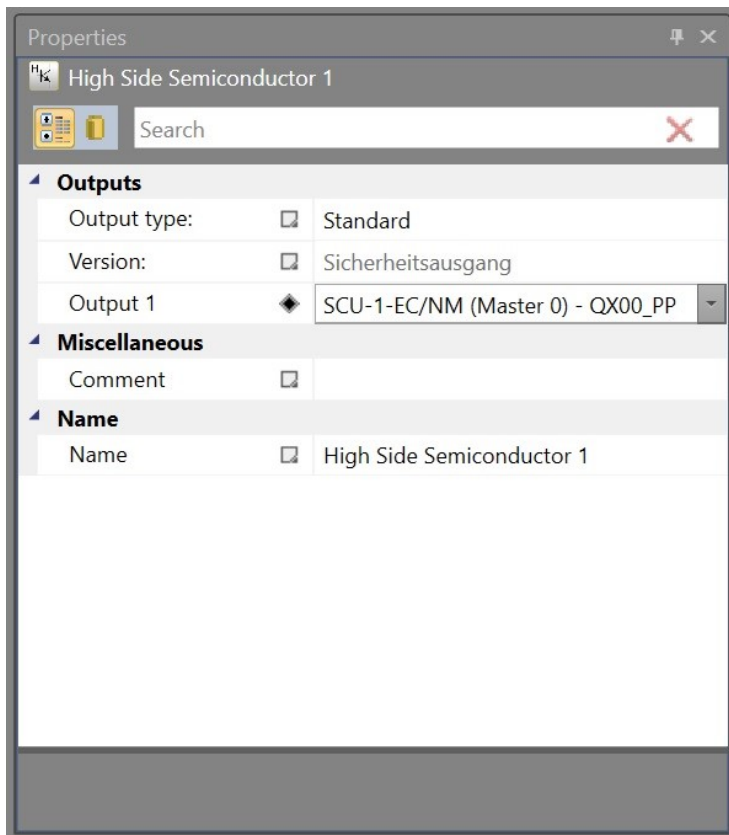 Properties
High Side Semiconductor 1
Search
Outputs
Output type: Standard
Version: Sicherheitsausgang
Output 1 SCU-1-EC/NM (Master 0) - QX00_PP
Miscellaneous
Comment
Name
Name High Side Semiconductor 1